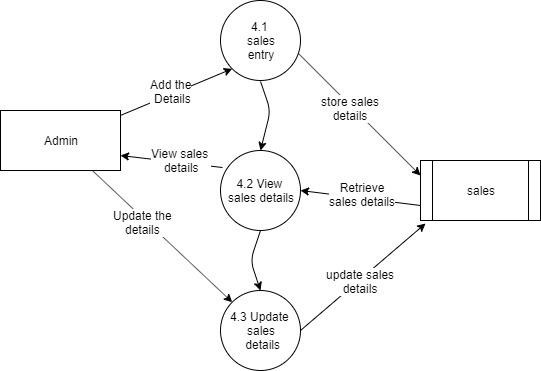 4.1
sales
entry
Add the
Details
store sales
details
Admin
View sales
details
4.2 View
sales details
Retrieve
sales details
sales
Update the
details
update sales
details
4.3 Update
sales
details